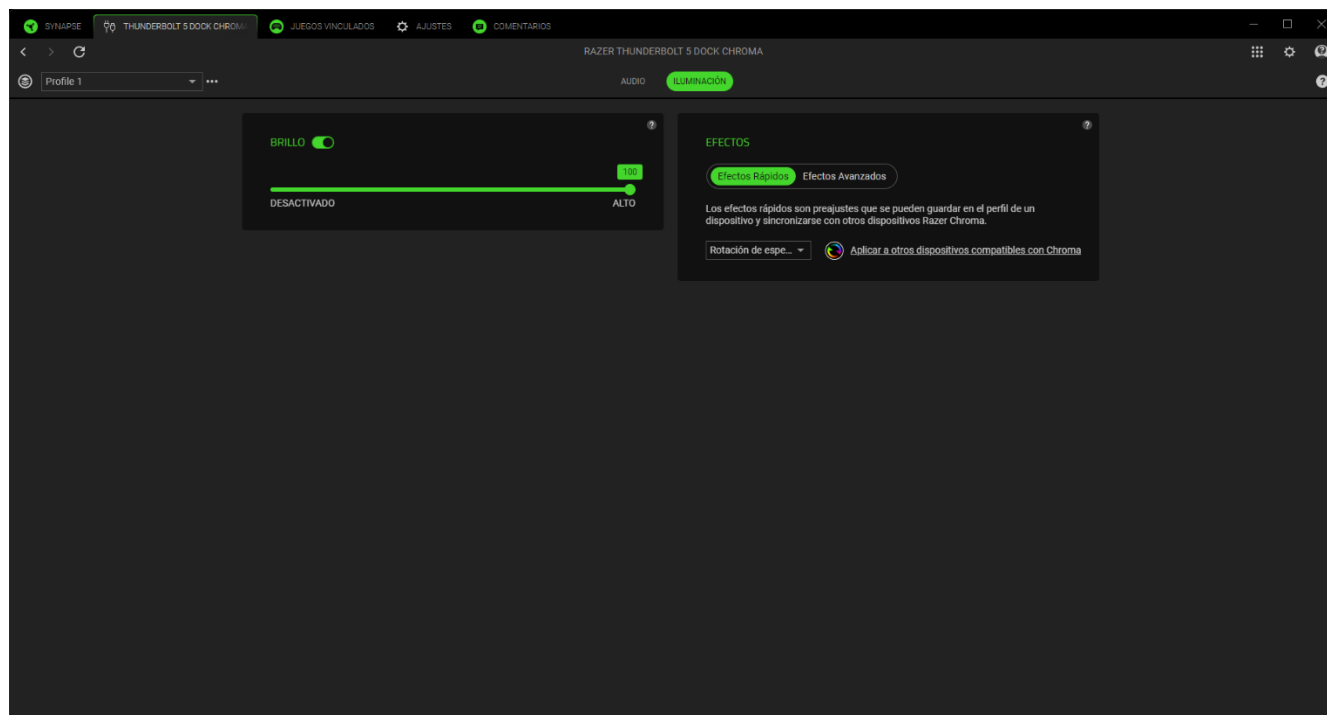 SYNAPSE
THUNDERBOLT 5 DOCK CHROMA
JUEGOS VINCULADOS
AJUSTES
COMENTARIOS
RAZER THUNDERBOLT 5 DOCK CHROMA
Profile 1
AUDIO
ILUMINACIÓN
BRILLO
100
DESACTIVADO
ALTO
EFECTOS
Efectos Rápidos
Efectos Avanzados
Los efectos rápidos son preajustes que se pueden guardar en el perfil de un
dispositivo y sincronizarse con otros dispositivos Razer Chroma.
Rotación de espe...
Aplicar a otros dispositivos compatibles con Chroma